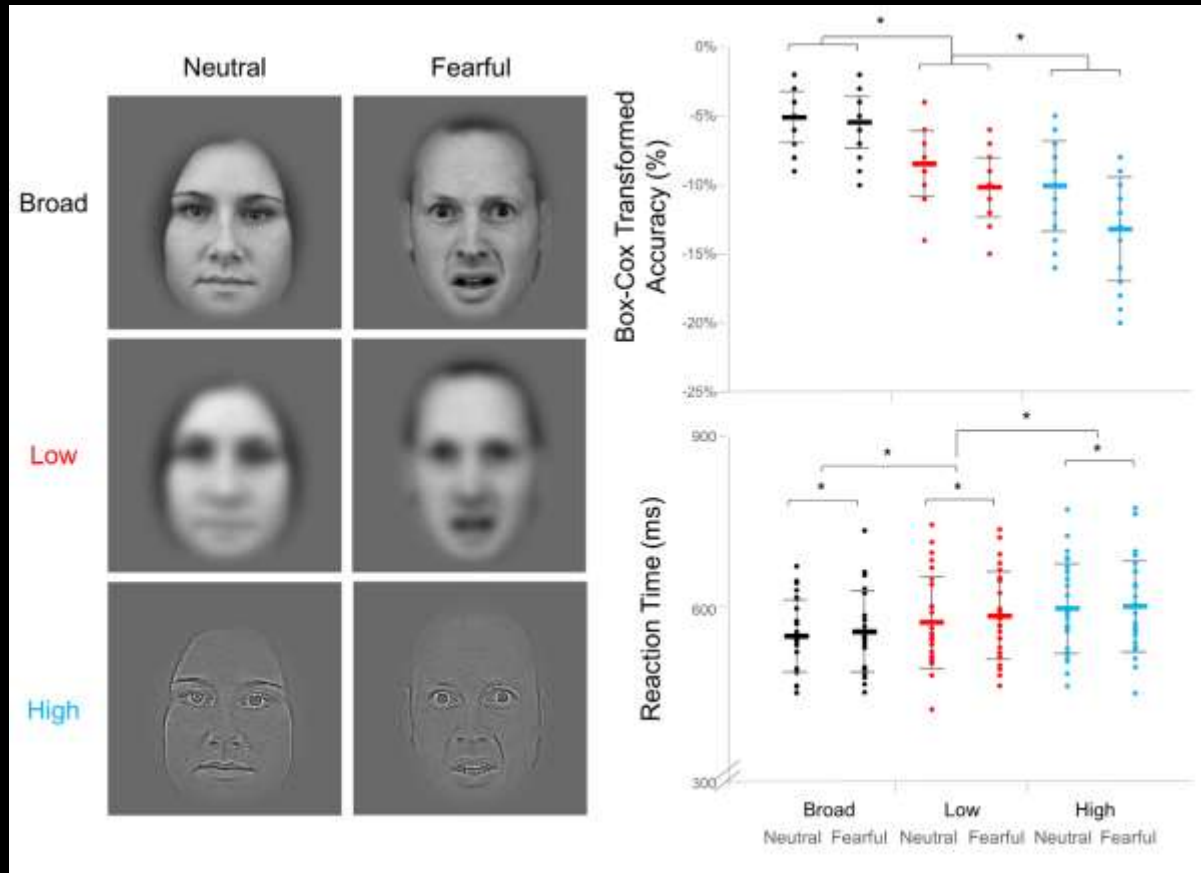 Neutral Fearful
Broad
Low
High
Box-Cox Transformed
Accuracy (%)
0%
-5%
-10%
-15%
-20%
-25%
*
*
Reaction Time (ms)
900
600
300
*
*
*
*
*
Broad Low High
Neutral Fearful Neutral Fearful Neutral Fearful